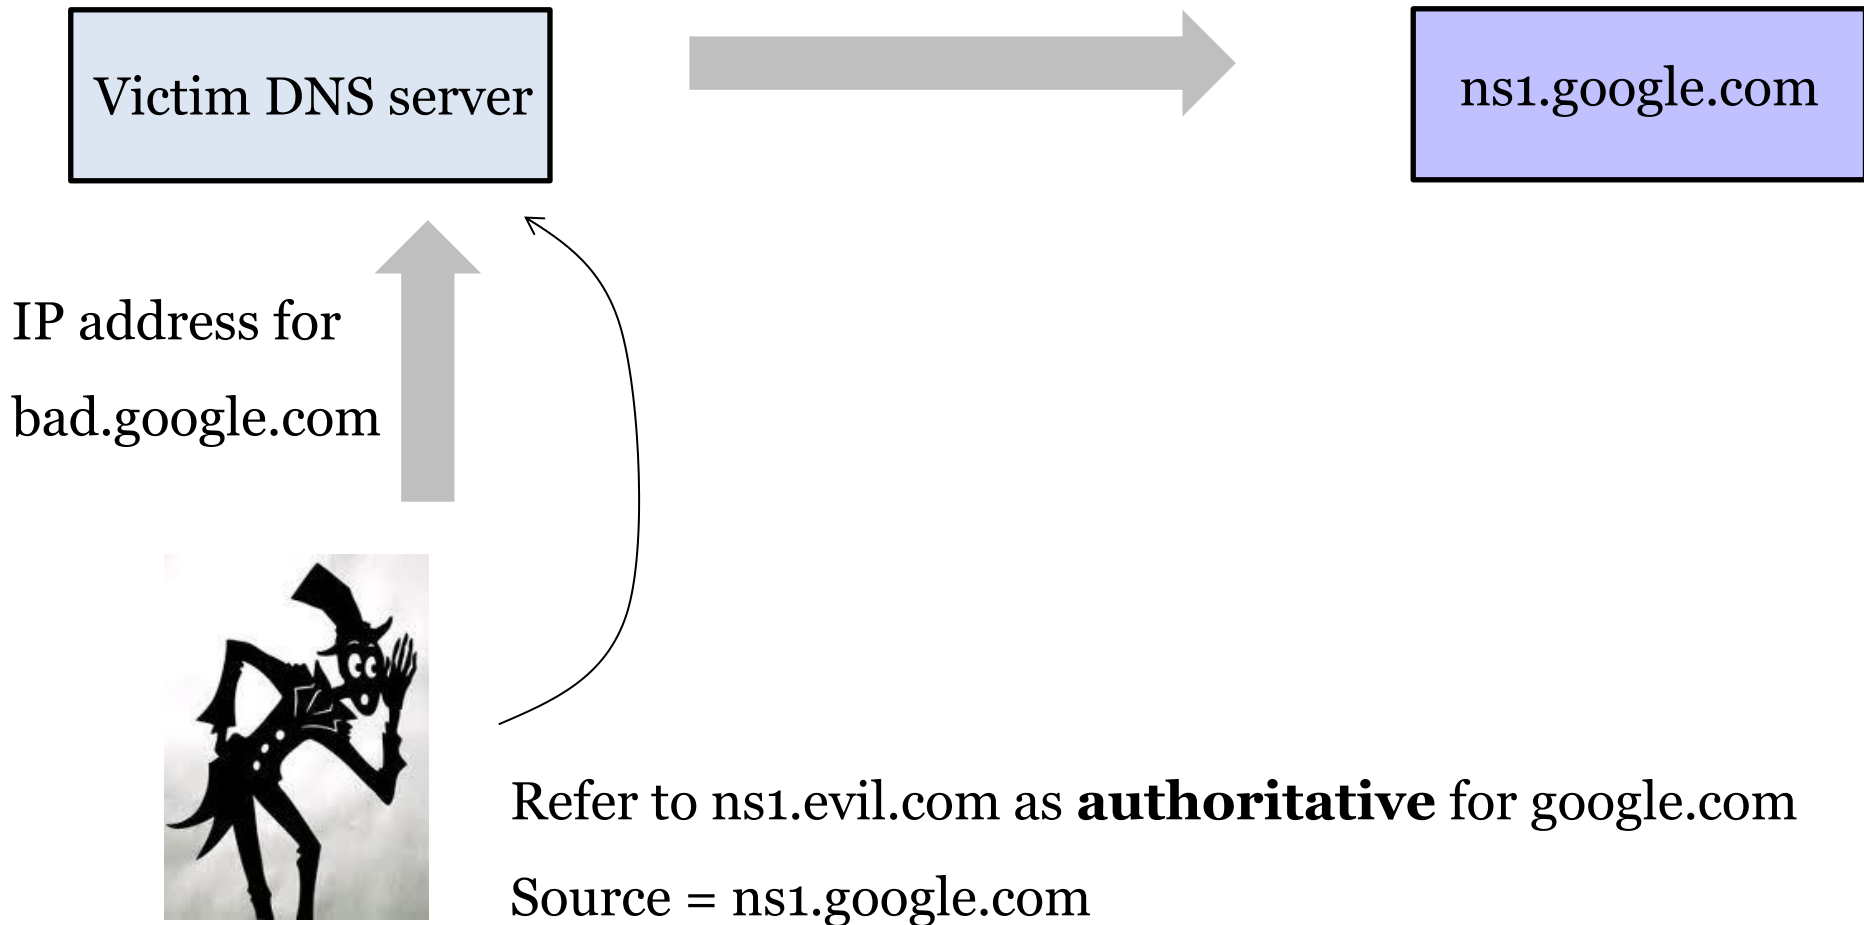 Victim DNS server
ns1.google.com
IP address for
bad.google.com
Refer to ns1.evil.com as authoritative for google.com
Source = ns1.google.com